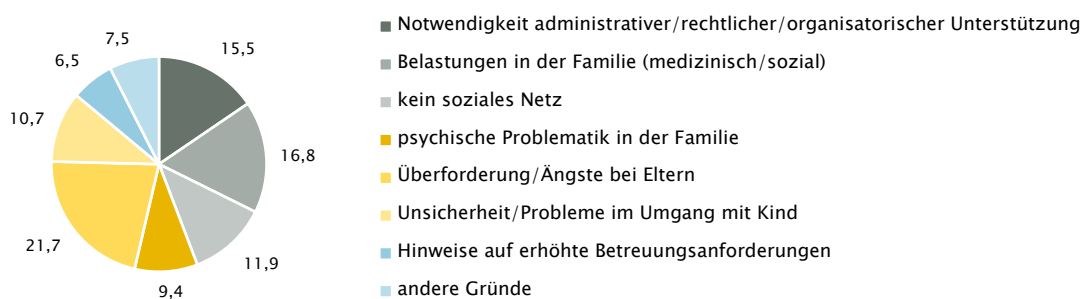 7,5
6,5
15,5
10,7
16,8
21,7
11,9
9,4
Notwendigkeit administrativer/rechtlicher/organisatorischer Unterstützung
Belastungen in der Familie (medizinisch/sozial)
kein soziales Netz
psychische Problematik in der Familie
Überforderung/Ängste bei Eltern
Unsicherheit/Probleme im Umgang mit Kind
Hinweise auf erhöhte Betreuungsanforderungen
andere Gründe